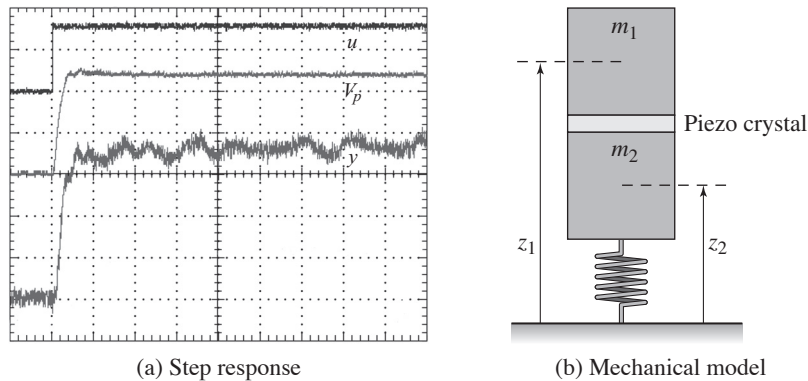 u
V_p
y
(a) Step response
m_1
Piezo crystal
m_2
z_1
z_2
(b) Mechanical model